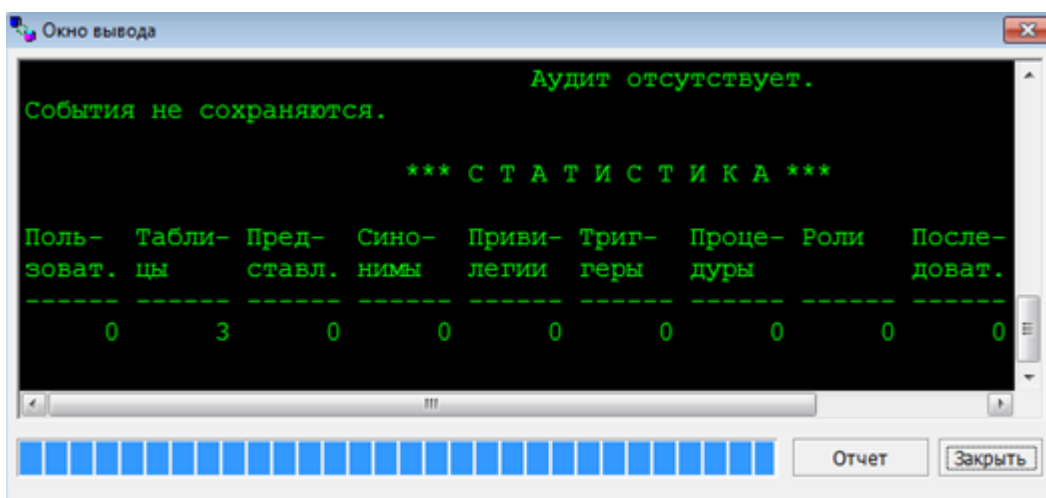 Окно вывода
Аудит отсутствует.
События не сохраняются.
*** С Т А Т И С Т И К А ***
Поль- Табли- Пред- Сино- Приви- Триг- Проце- Роли После-
зоват. цы ставл. нимы легии геры дуры доват.
------ ------ ------ ------ ------ ------ ------ ------ ------
0 3 0 0 0 0 0 0 0
Отчет Закрыть